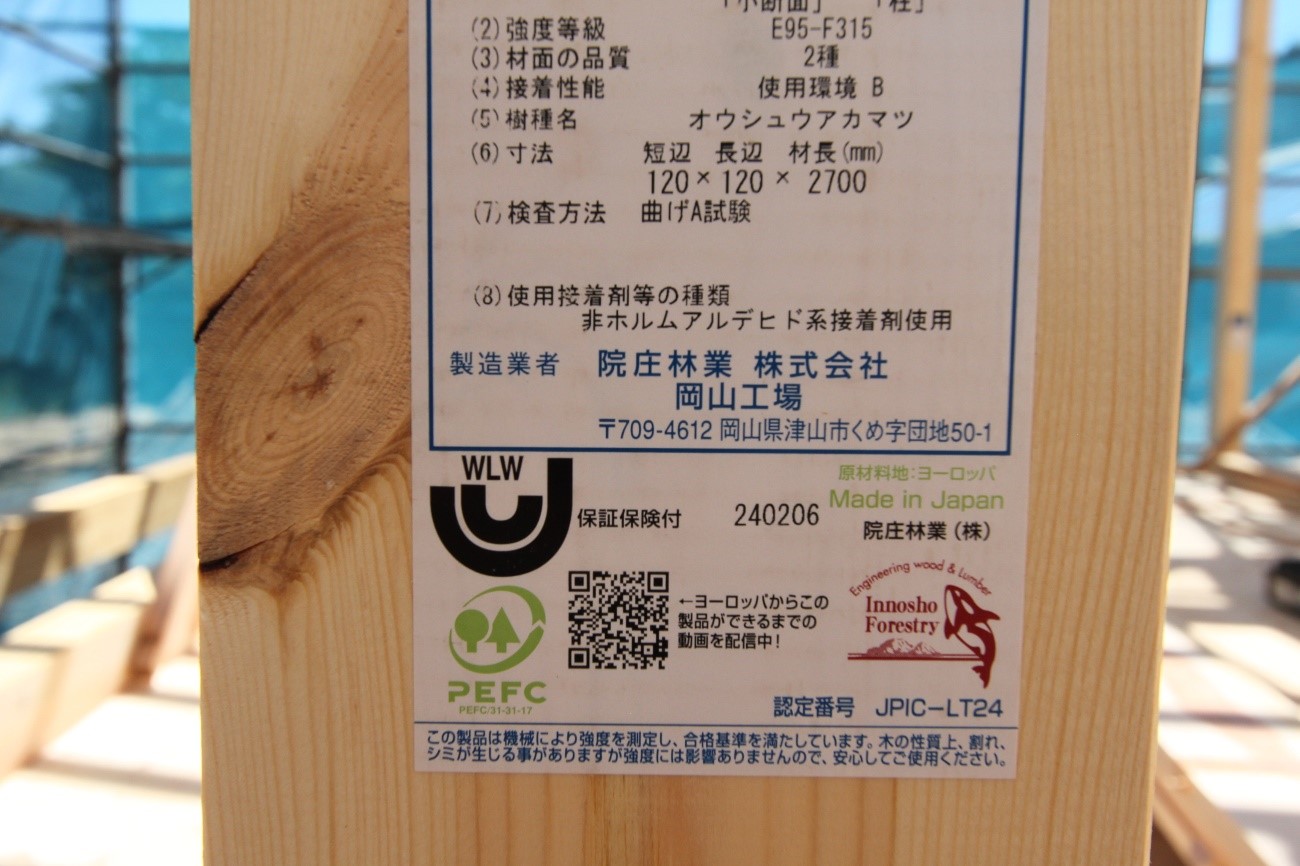 「小断面」 「柱」
(2) 強度等級 E95-F315
(3) 材面の品質 2種
(4) 接着性能 使用環境 B
(5) 樹種名 オウシュウアカマツ
(6) 寸法 短辺 長辺 材長(mm)
120 × 120 × 2700
(7) 検査方法 曲げA試験
(8) 使用接着剤等の種類
非ホルムアルデヒド系接着剤使用
製造業者 院庄林業 株式会社
岡山工場
〒709-4612 岡山県津山市くめ字団地50-1
WLW
保証保険付
240206
原材料地:ヨーロッパ
Made in Japan
院庄林業(株)
PEFC
PEFC/31-31-17
←ヨーロッパからこの
製品ができるまでの
動画を配信中!
Engineering wood & Lumber
Innosho
Forestry
認定番号 JPIC-LT24
この製品は機械により強度を測定し、合格基準を満たしています。木の性質上、割れ、
シミが生じる事がありますが強度には影響ありませんので、安心してご使用ください。